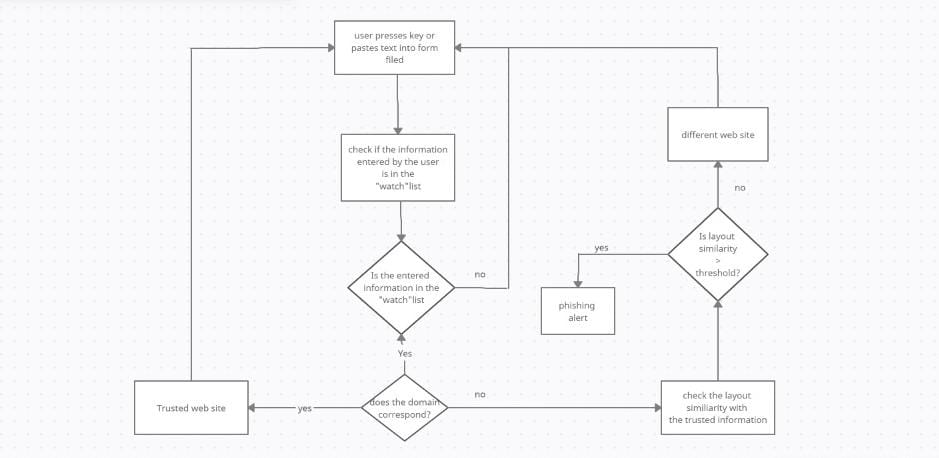 user presses key or
pastes text into form
filed
check if the information
entered by the user
is in the
"watch"list
different web site
no
Is layout
similarity
>
threshold?
yes
Is the entered
information in the
"watch"list
no
phishing
alert
Yes
does the domain
correspond?
yes
no
Trusted web site
check the layout
similiarity with
the trusted information